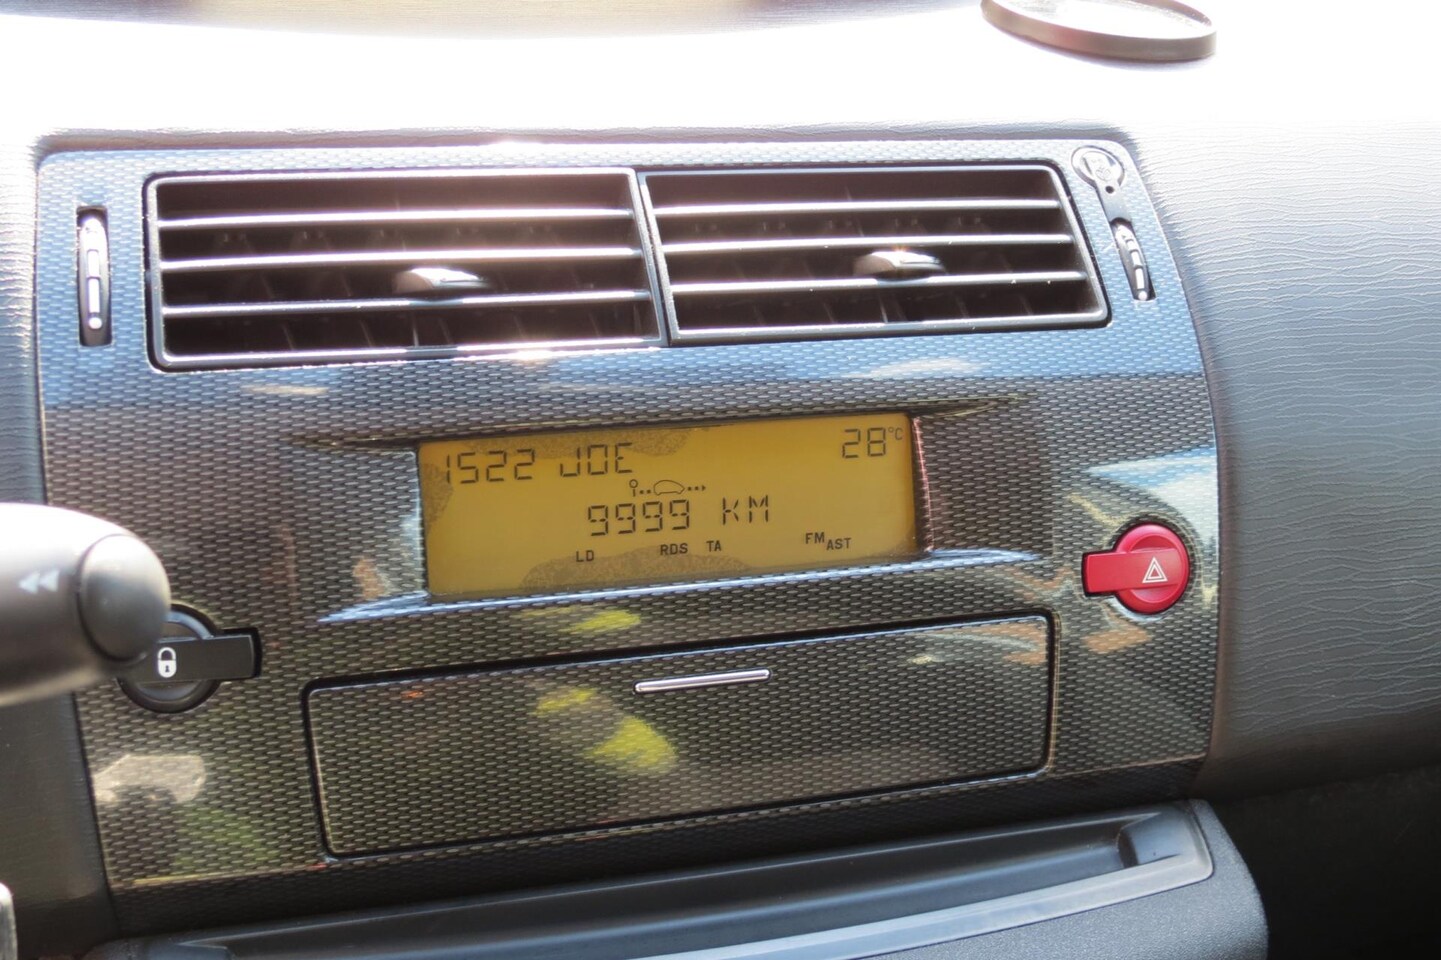 1522 JOE 28°C
9999 KM
LD RDS TA FM AST